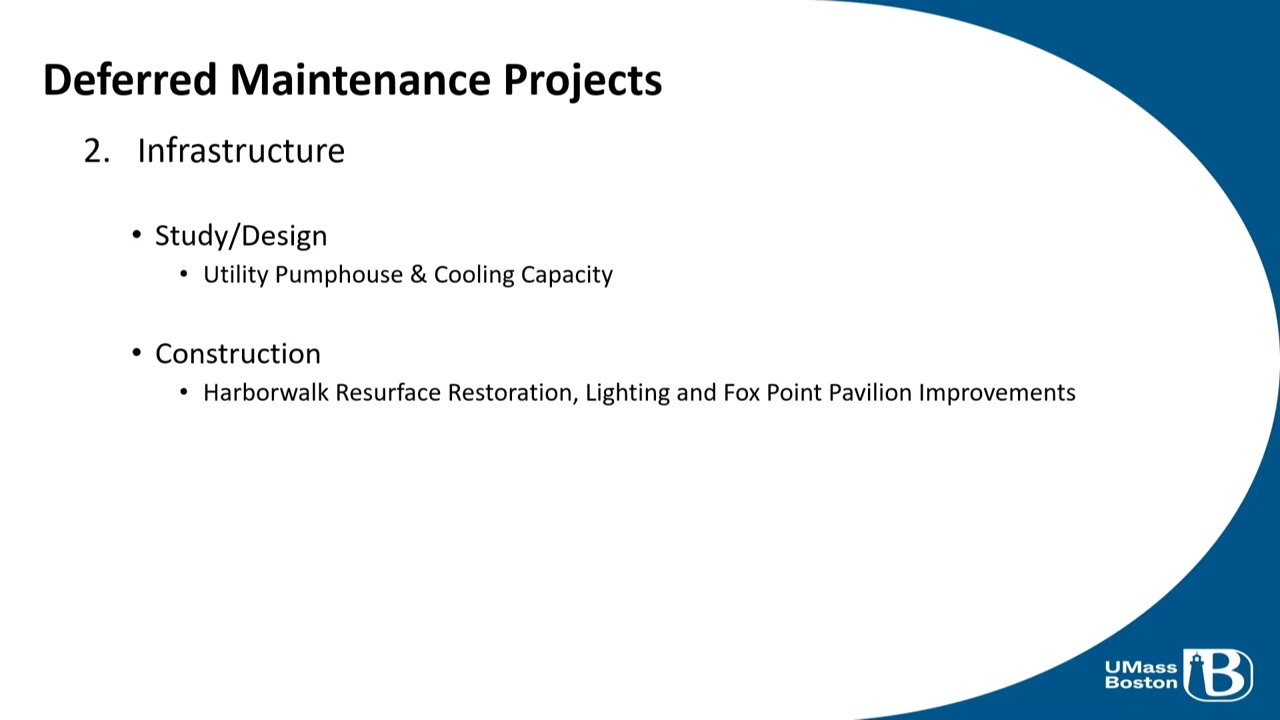 Deferred Maintenance Projects
2. Infrastructure
• Study/Design
• Utility Pumphouse & Cooling Capacity
• Construction
• Harborwalk Resurface Restoration, Lighting and Fox Point Pavilion Improvements
UMass
Boston
B